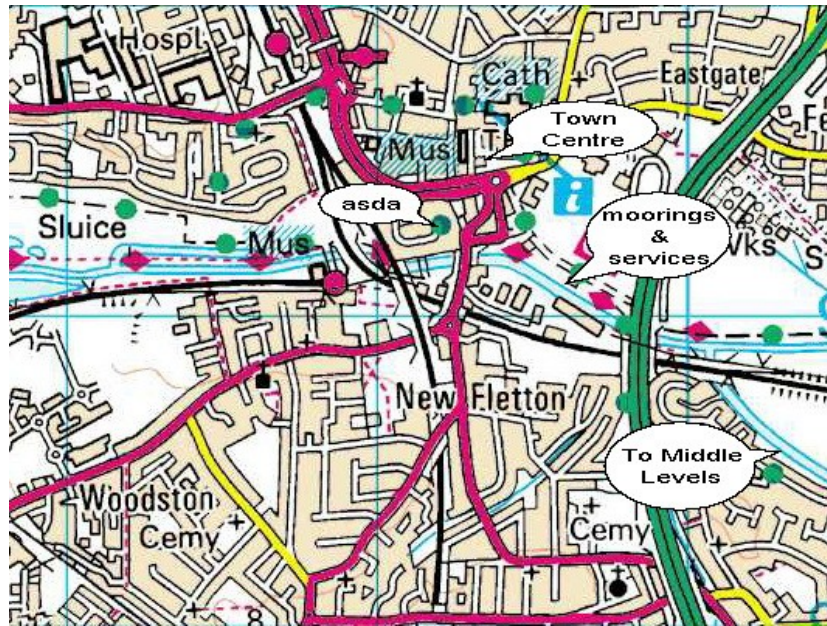 Hospl
Cath
Eastgate
Town
Centre
Mus
asda
moorings
&
services
Sluice
Mus
wks
New Fletton
To Middle
Levels
Woodston
Cemy
Cemy
8